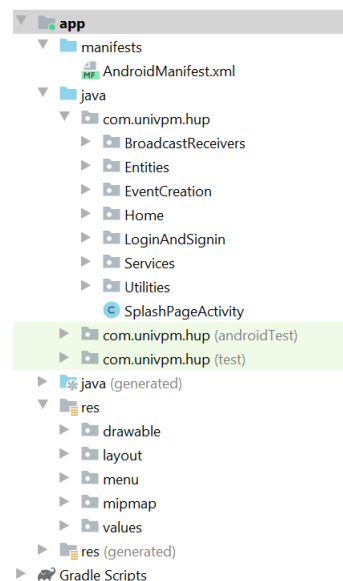 app
manifests
MF AndroidManifest.xml
java
com.univpm.hup
BroadcastReceivers
Entities
EventCreation
Home
LoginAndSignin
Services
Utilities
C SplashPageActivity
com.univpm.hup (androidTest)
com.univpm.hup (test)
java (generated)
res
drawable
layout
menu
mipmap
values
res (generated)
Gradle Scripts